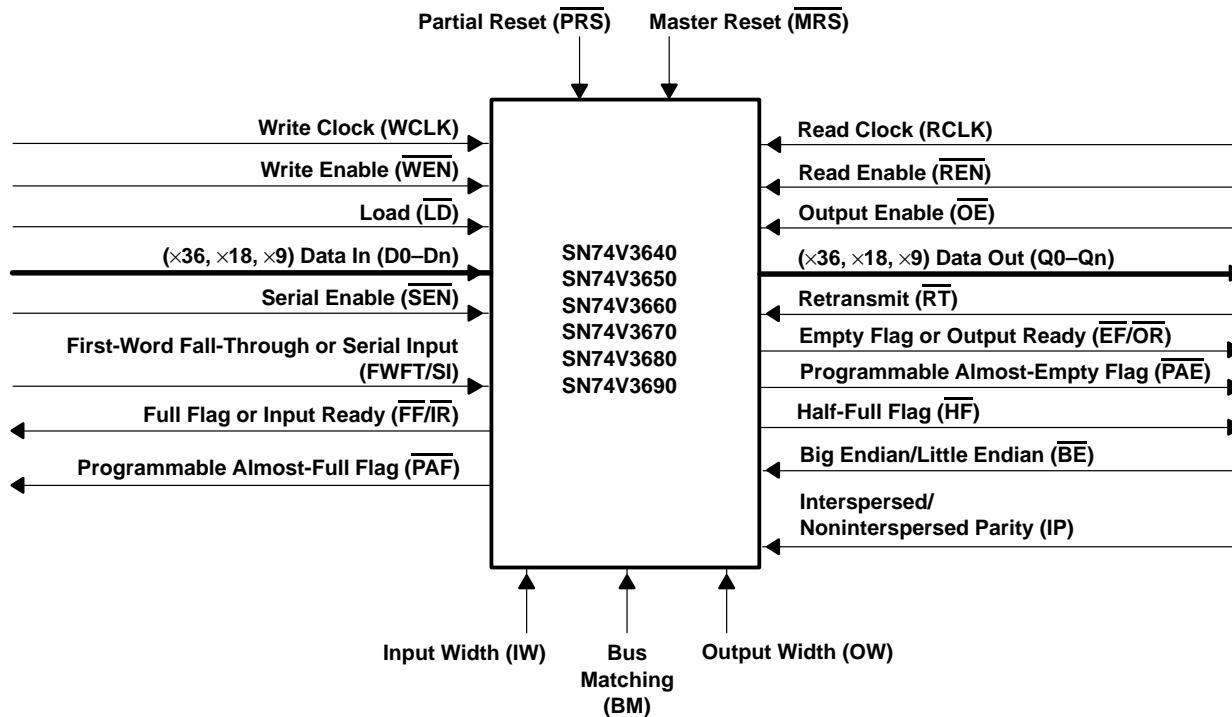 Partial Reset (PRS)
Master Reset (MRS)
Write Clock (WCLK)
Write Enable (WEN)
Load (LD)
(×36, ×18, ×9) Data In (D0–Dn)
Serial Enable (SEN)
First-Word Fall-Through or Serial Input
(FWFT/SI)
Full Flag or Input Ready (FF/IR)
Programmable Almost-Full Flag (PAF)
SN74V3640
SN74V3650
SN74V3660
SN74V3670
SN74V3680
SN74V3690
Read Clock (RCLK)
Read Enable (REN)
Output Enable (OE)
(×36, ×18, ×9) Data Out (Q0–Qn)
Retransmit (RT)
Empty Flag or Output Ready (EF/OR)
Programmable Almost-Empty Flag (PAE)
Half-Full Flag (HF)
Big Endian/Little Endian (BE)
Interspersed/
Noninterspersed Parity (IP)
Input Width (IW)
Bus
Matching
(BM)
Output Width (OW)